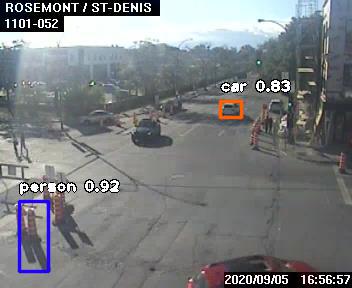 ROSEMONT / ST-DENIS
1101-052
car 0.83
person 0.92
2020/09/05 16:56:57